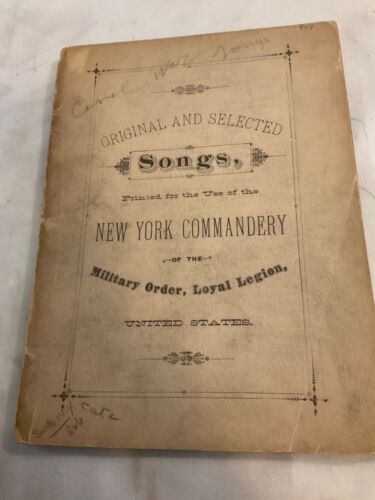 War Songs
ORIGINAL AND SELECTED
Songs,
Printed for the Use of the
NEW YORK COMMANDERY
OF THE
Military Order, Loyal Legion,
UNITED STATES.
Cate